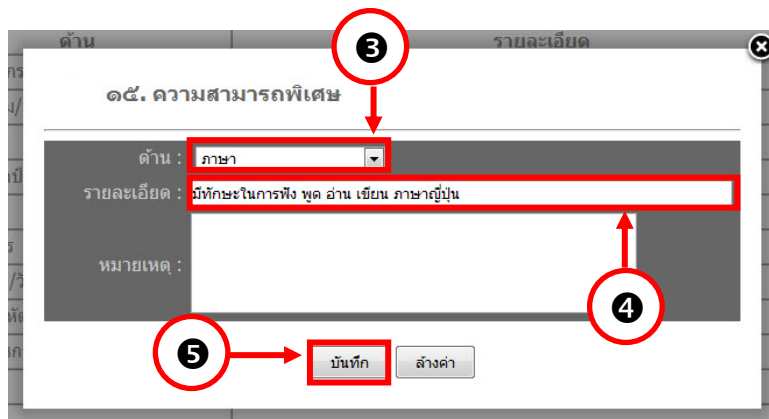 ด้าน รายละเอียด
❸
๑๕. ความสามารถพิเศษ
ด้าน : ภาษา
รายละเอียด : มีทักษะในการฟัง พูด อ่าน เขียน ภาษาญี่ปุ่น
หมายเหตุ :
❹
❺
บันทึก ล้างค่า